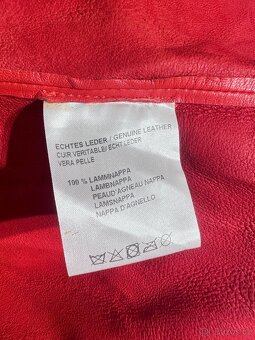 ECHTES LEDER / GENUINE LEATHER
CUIR VERITABLE / ECHT LEDER
VERA PELLE
100 % LAMMNAPPA
LAMBNAPPA
PEAU D'AGNEAU NAPPA
LAMSNAPPA
NAPPA D'AGNELLO